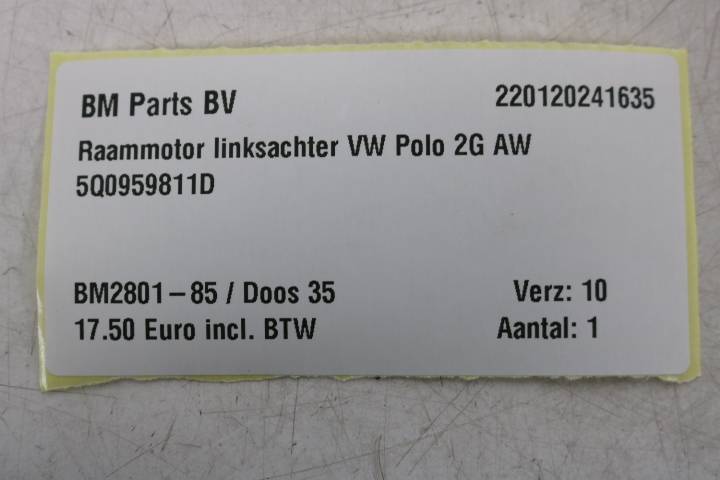 BM Parts BV 220120241635
Raammotor linksachter VW Polo 2G AW
5Q0959811D
BM2801-85 / Doos 35 Verz: 10
17.50 Euro incl. BTW Aantal: 1